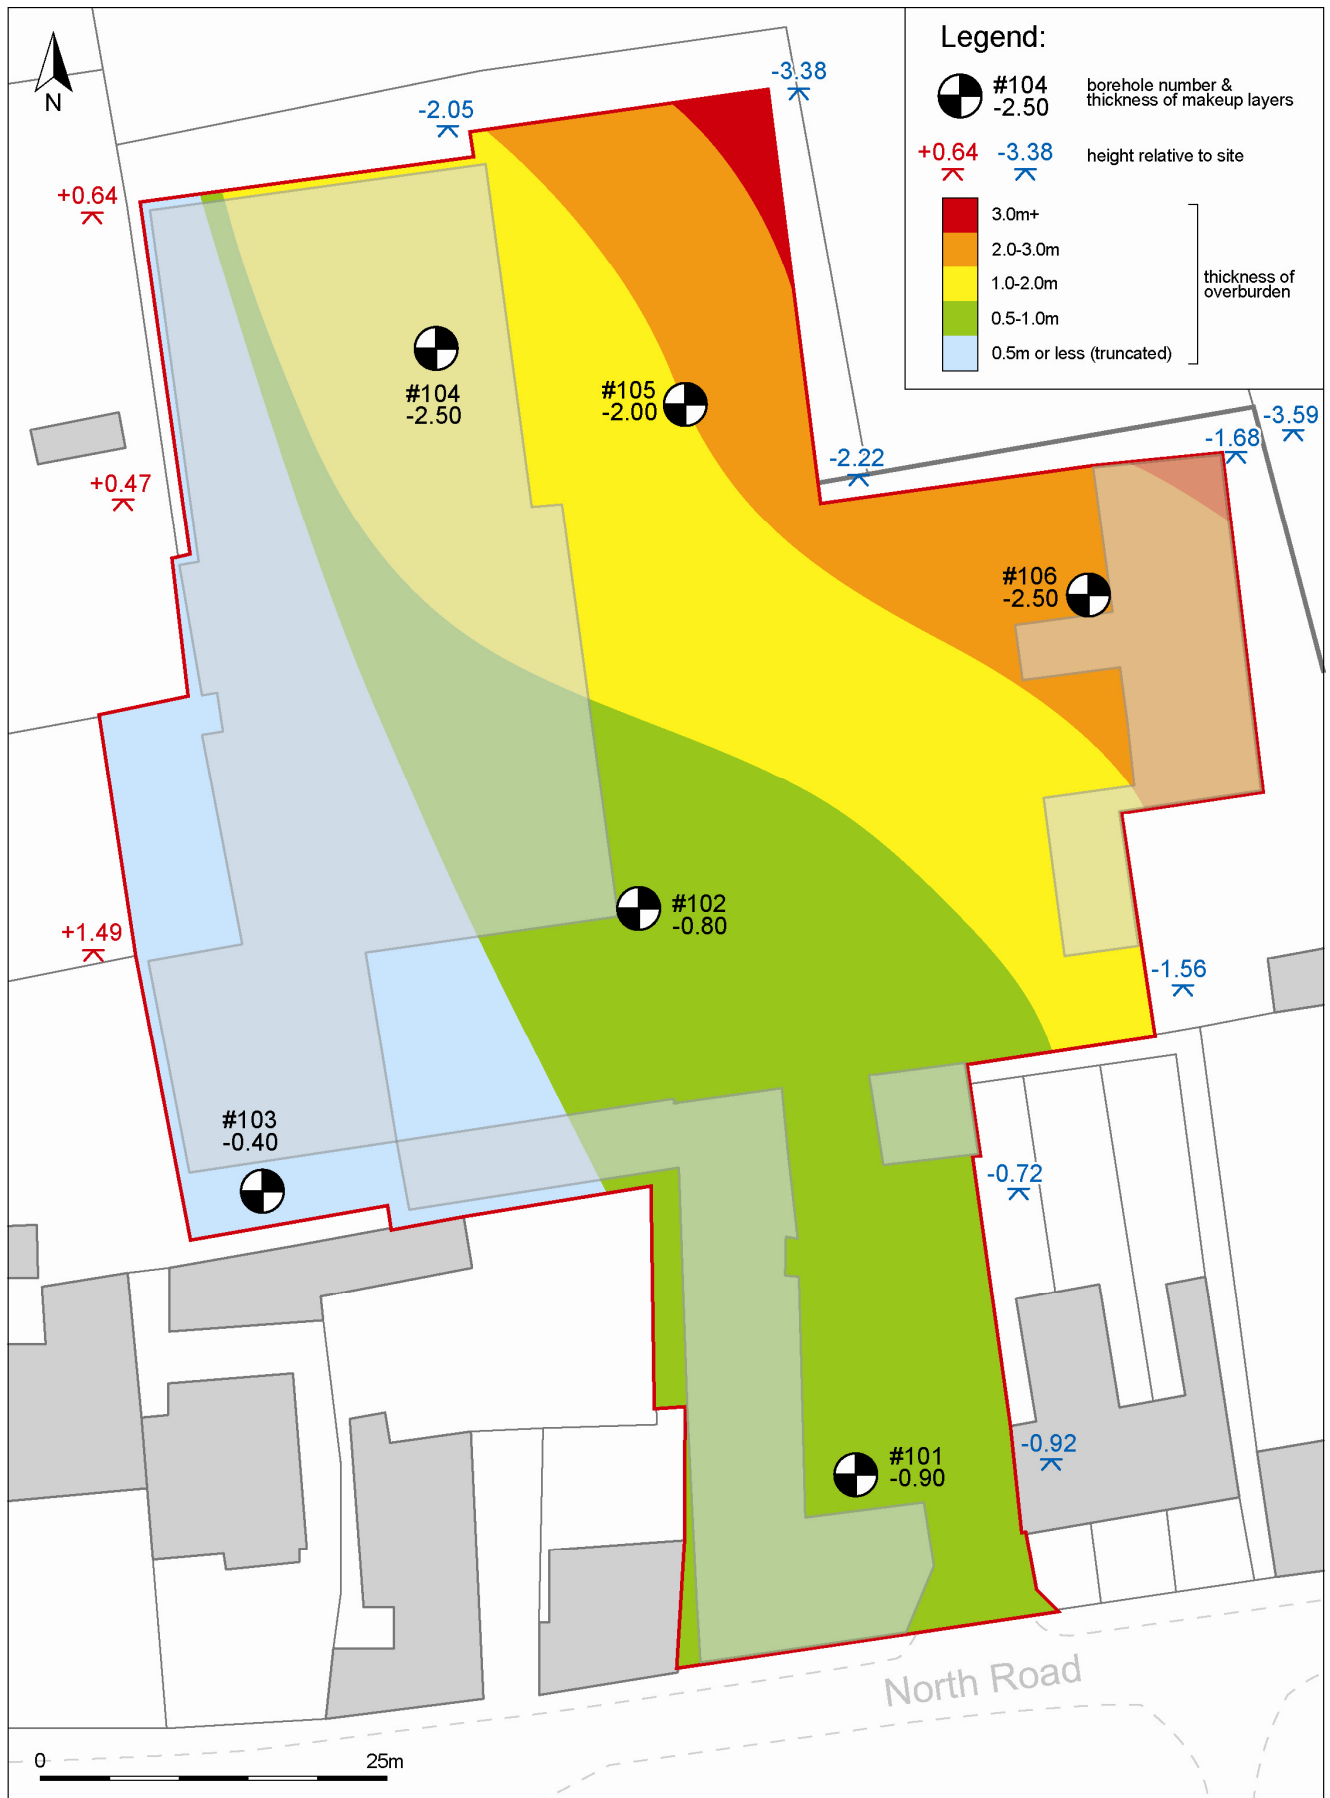 Legend:
#104
-2.50
borehole number &
thickness of makeup layers
+0.64
-3.38
height relative to site
3.0m+
2.0-3.0m
1.0-2.0m
0.5-1.0m
0.5m or less (truncated)
thickness of
overburden
N
-3.38
-2.05
+0.64
#104
-2.50
#105
-2.00
-3.59
-1.68
-2.22
+0.47
#106
-2.50
#102
-0.80
+1.49
-1.56
#103
-0.40
-0.72
-0.92
#101
-0.90
North Road
0
25m